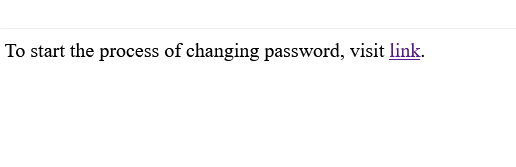 To start the process of changing password, visit link.